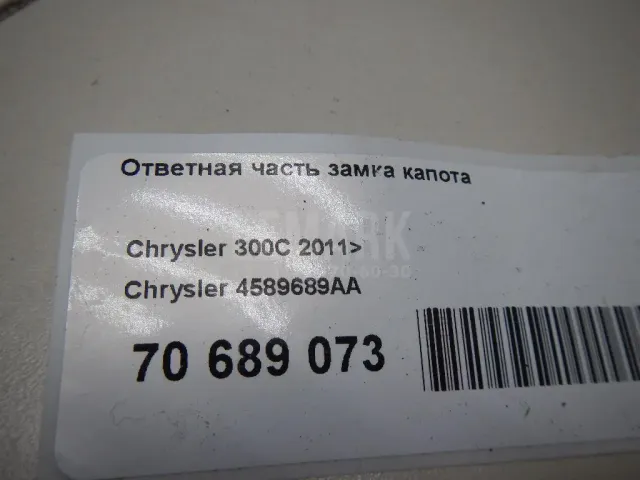 Ответная часть замка капота
Chrysler 300C 2011>
Chrysler 4589689AA
70 689 073